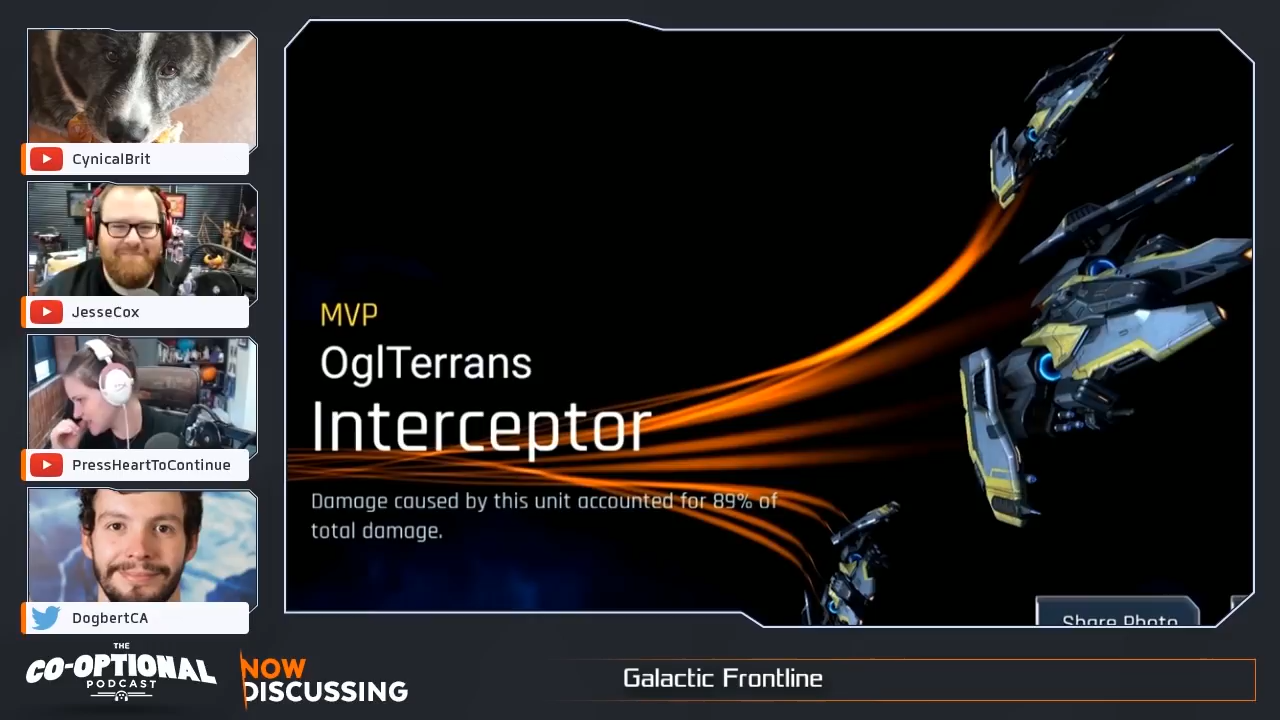 CynicalBrit
JesseCox
PressHeartToContinue
DogbertCA
MVP
OglTerrans
Interceptor
Damage caused by this unit accounted for 89% of
total damage.
Share Photo
THE
CO-OPTIONAL
PODCAST
NOW
DISCUSSING
Galactic Frontline